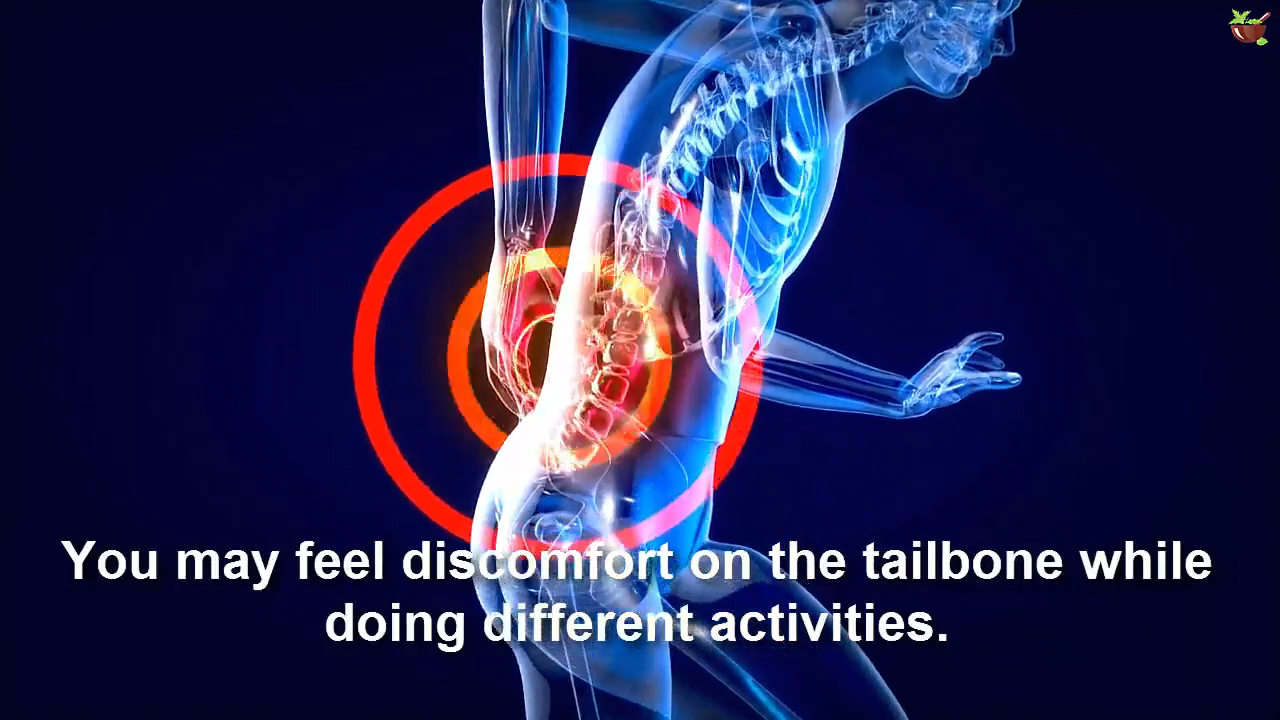 You may feel discomfort on the tailbone while
doing different activities.